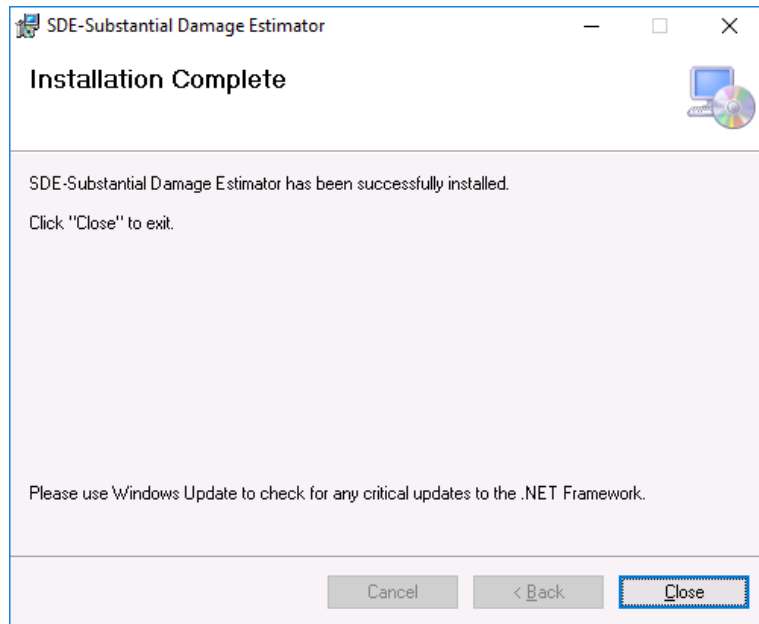 SDE-Substantial Damage Estimator
Installation Complete
SDE-Substantial Damage Estimator has been successfully installed.
Click "Close" to exit.
Please use Windows Update to check for any critical updates to the .NET Framework.
Cancel
< Back
Close